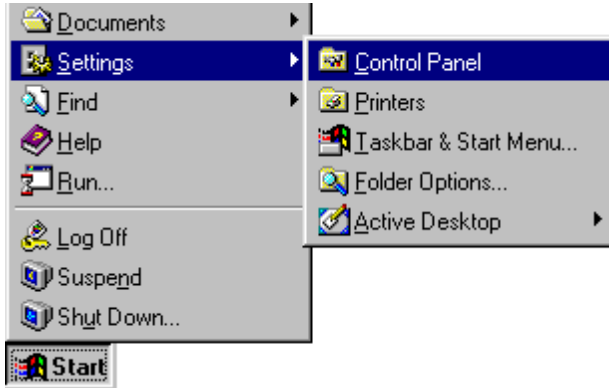 Documents
Settings
Find
Help
Run...
Log Off
Suspend
Shut Down...
Start
Control Panel
Printers
Taskbar & Start Menu...
Folder Options...
Active Desktop